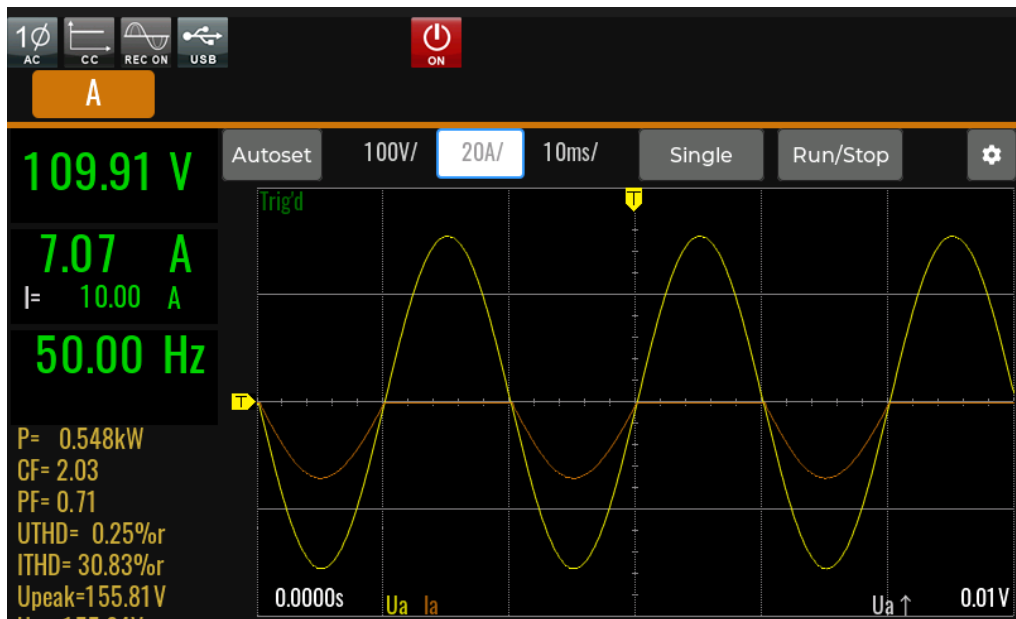 1Ø
AC
CC
REC ON
USB
ON
A
109.91 V
7.07 A
I= 10.00 A
50.00 Hz
P= 0.548kW
CF= 2.03
PF= 0.71
UTHD= 0.25%r
ITHD= 30.83%r
Upeak=155.81V
Autoset 100V/ 20A/ 10ms/ Single Run/Stop
Trig'd
T
T
0.0000s Ua Ia Ua ↑ 0.01V